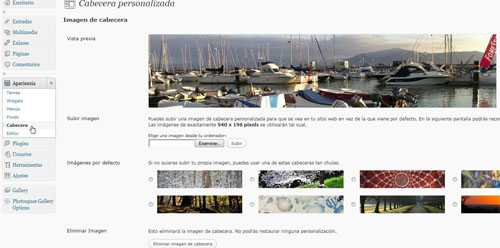 Escritorio
Entradas
Multimedia
Enlaces
Páginas
Comentarios
Apariencia
Temas
Widgets
Menús
Fondo
Cabecera
Editor
Plugins
Usuarios
Herramientas
Ajustes
Gallery
Photospace Gallery
Options
Cabecera personalizada
Imagen de cabecera
Vista previa
Subir imagen
Puedes subir una imagen de cabecera personalizada para que se vea en tu sitio web en vez de la que viene por defecto. En la siguiente pantalla podrás recor
Las imágenes de exactamente 940 x 198 pixels se utilizarán tal cual.
Elige una imagen desde tu ordenador:
Examinar...
Subir
Imágenes por defecto
Si no quieres subir tu propia imagen, puedes usar una de estas cabeceras tan chulas.
Eliminar Imagen
Esto eliminará la imagen de cabecera. No podrás restaurar ninguna personalización.
Eliminar imagen de cabecera